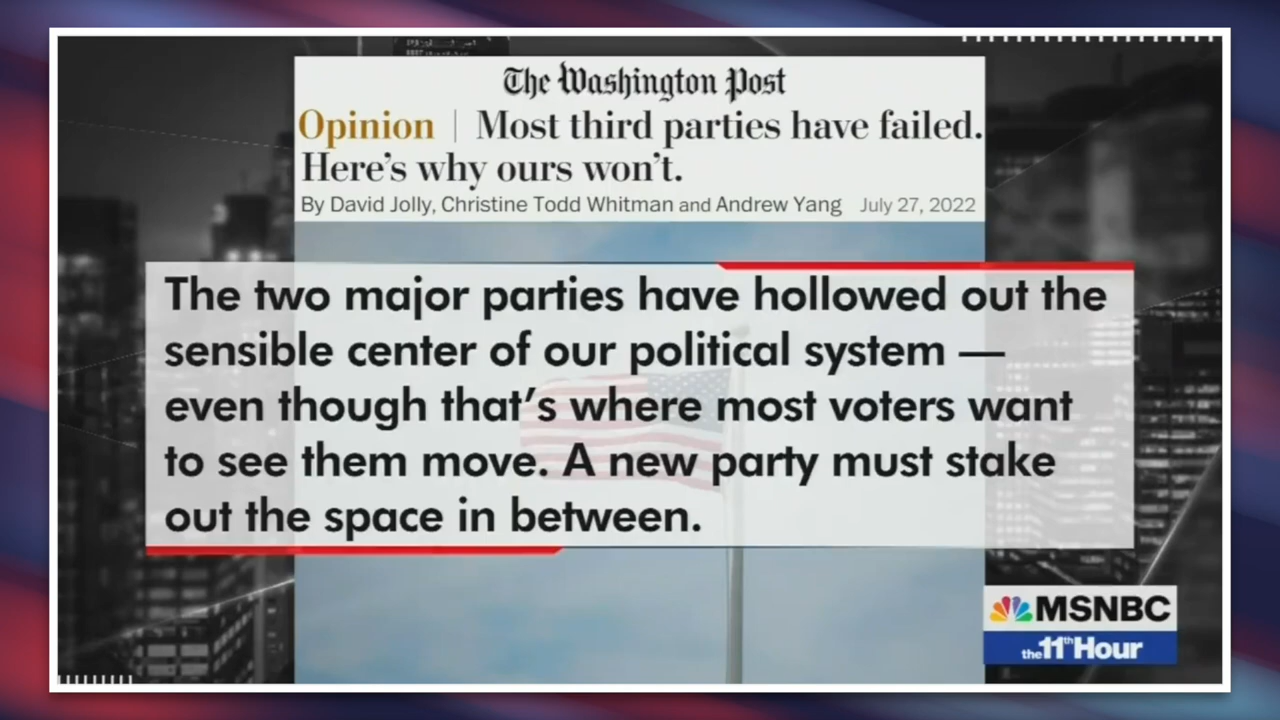 The Washington Post
Opinion | Most third parties have failed.
Here's why ours won't.
By David Jolly, Christine Todd Whitman and Andrew Yang July 27, 2022
The two major parties have hollowed out the
sensible center of our political system —
even though that's where most voters want
to see them move. A new party must stake
out the space in between.
MSNBC
the 11th Hour